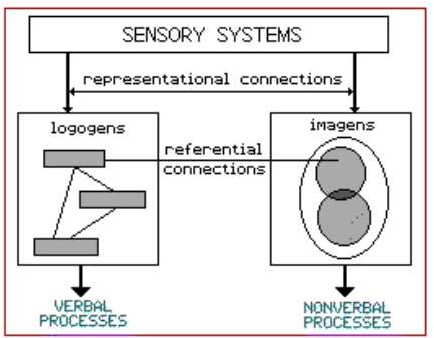 SENSORY SYSTEMS
representational connections
logogens
imagens
referential
connections
VERBAL
PROCESSES
NONVERBAL
PROCESSES